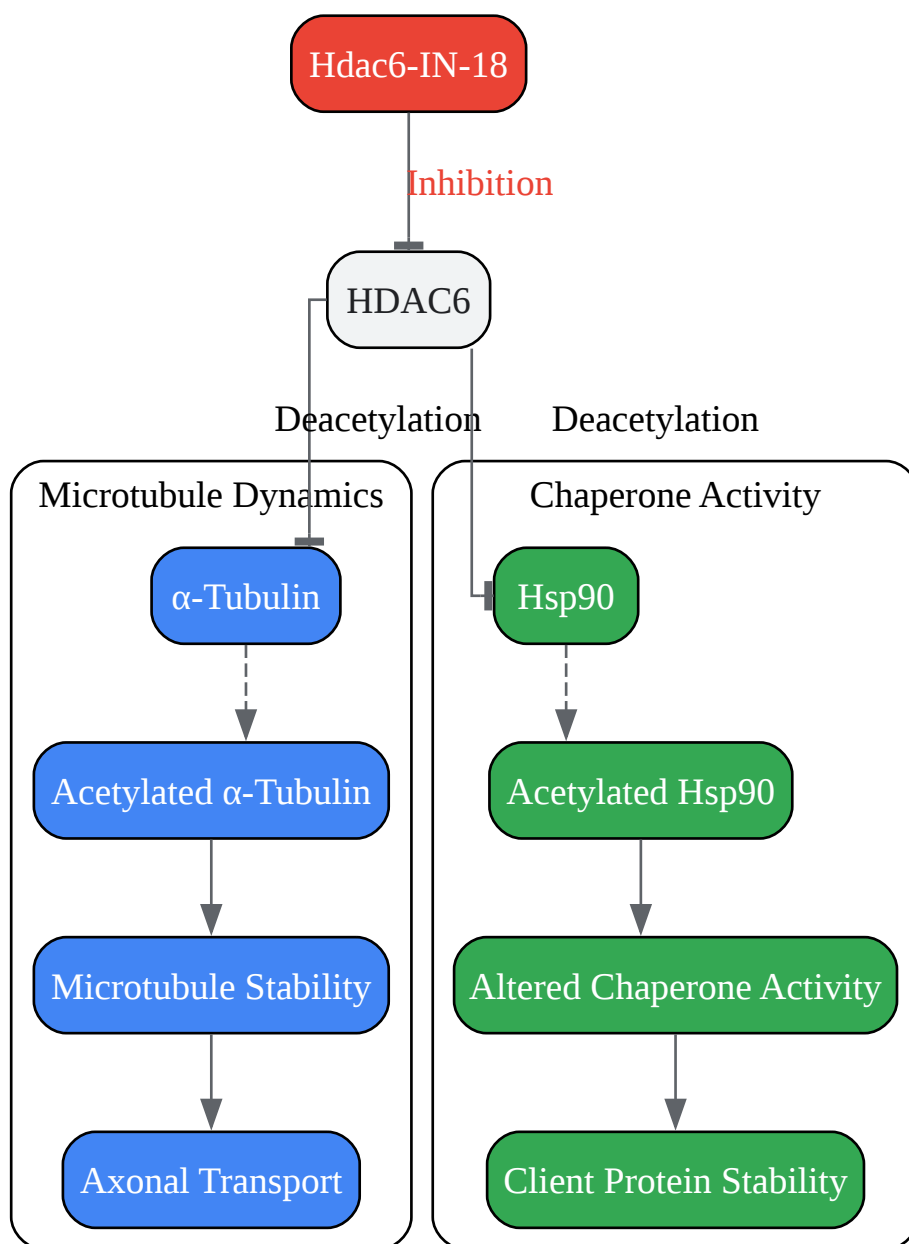 Hdac6-IN-18
Inhibition
HDAC6
Deacetylation
Deacetylation
Microtubule Dynamics
Chaperone Activity
α-Tubulin
Hsp90
Acetylated α-Tubulin
Acetylated Hsp90
Microtubule Stability
Altered Chaperone Activity
Axonal Transport
Client Protein Stability